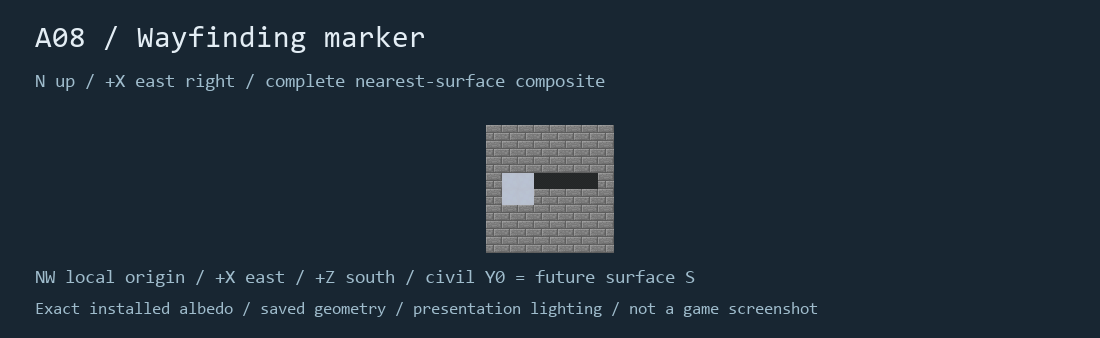 A08 / Wayfinding marker
N up / +X east right / complete nearest-surface composite
NW local origin / +X east / +Z south / civil Y0 = future surface S
Exact installed albedo / saved geometry / presentation lighting / not a game screenshot